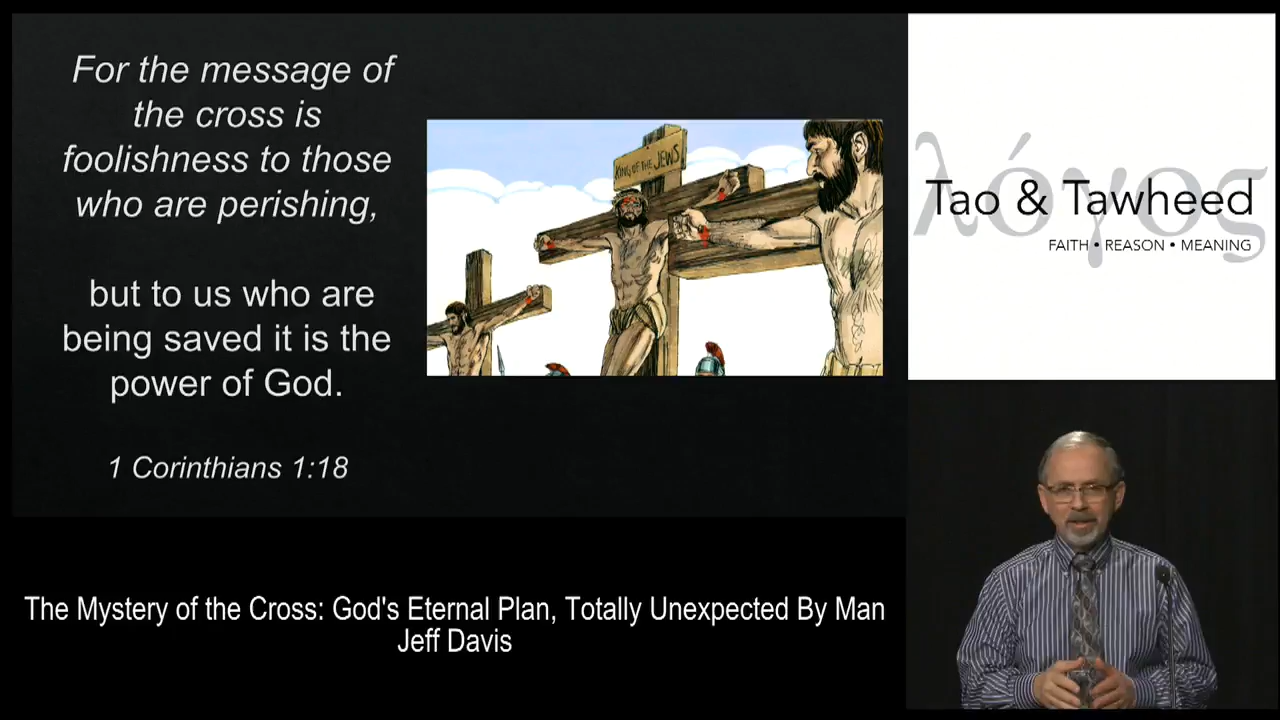 For the message of
the cross is
foolishness to those
who are perishing,
but to us who are
being saved it is the
power of God.
1 Corinthians 1:18
KING OF THE JEWS
λόγος
Tao & Tawheed
FAITH • REASON • MEANING
The Mystery of the Cross: God's Eternal Plan, Totally Unexpected By Man
Jeff Davis